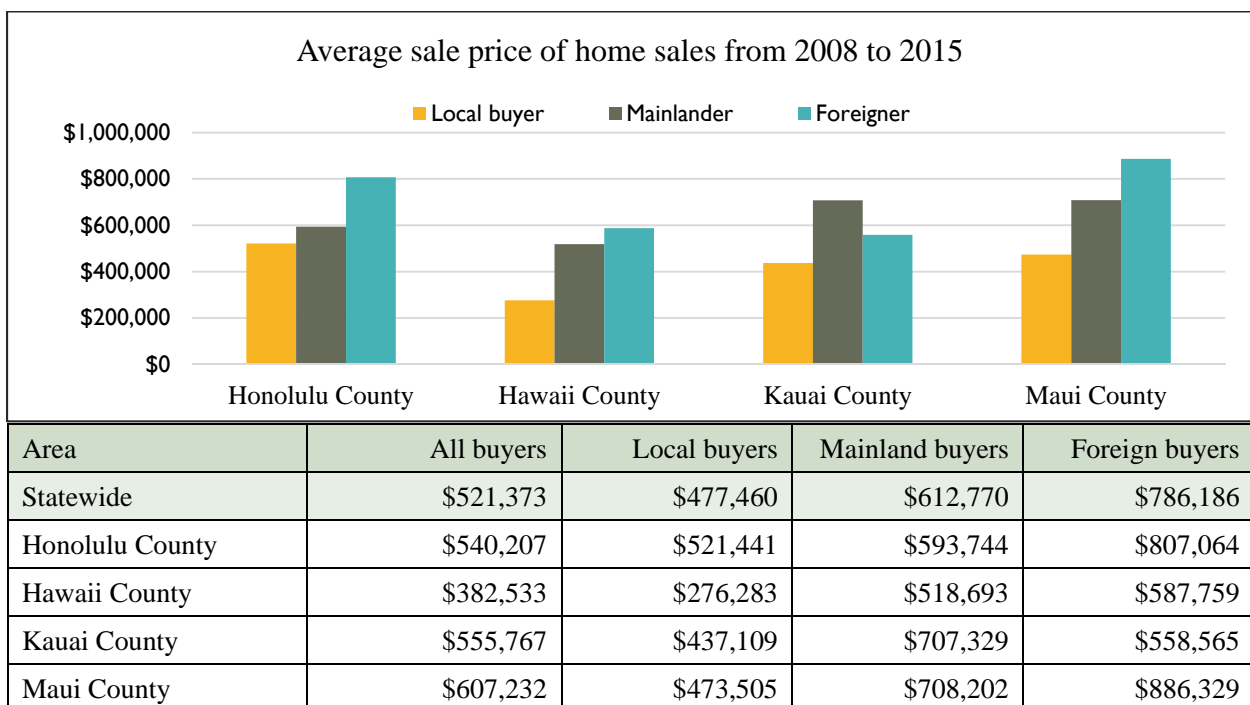 Average sale price of home sales from 2008 to 2015
Local buyer Mainlander Foreigner
$1,000,000
$800,000
$600,000
$400,000
$200,000
$0
Honolulu County Hawaii County Kauai County Maui County
Area All buyers Local buyers Mainland buyers Foreign buyers
Statewide $521,373 $477,460 $612,770 $786,186
Honolulu County $540,207 $521,441 $593,744 $807,064
Hawaii County $382,533 $276,283 $518,693 $587,759
Kauai County $555,767 $437,109 $707,329 $558,565
Maui County $607,232 $473,505 $708,202 $886,329